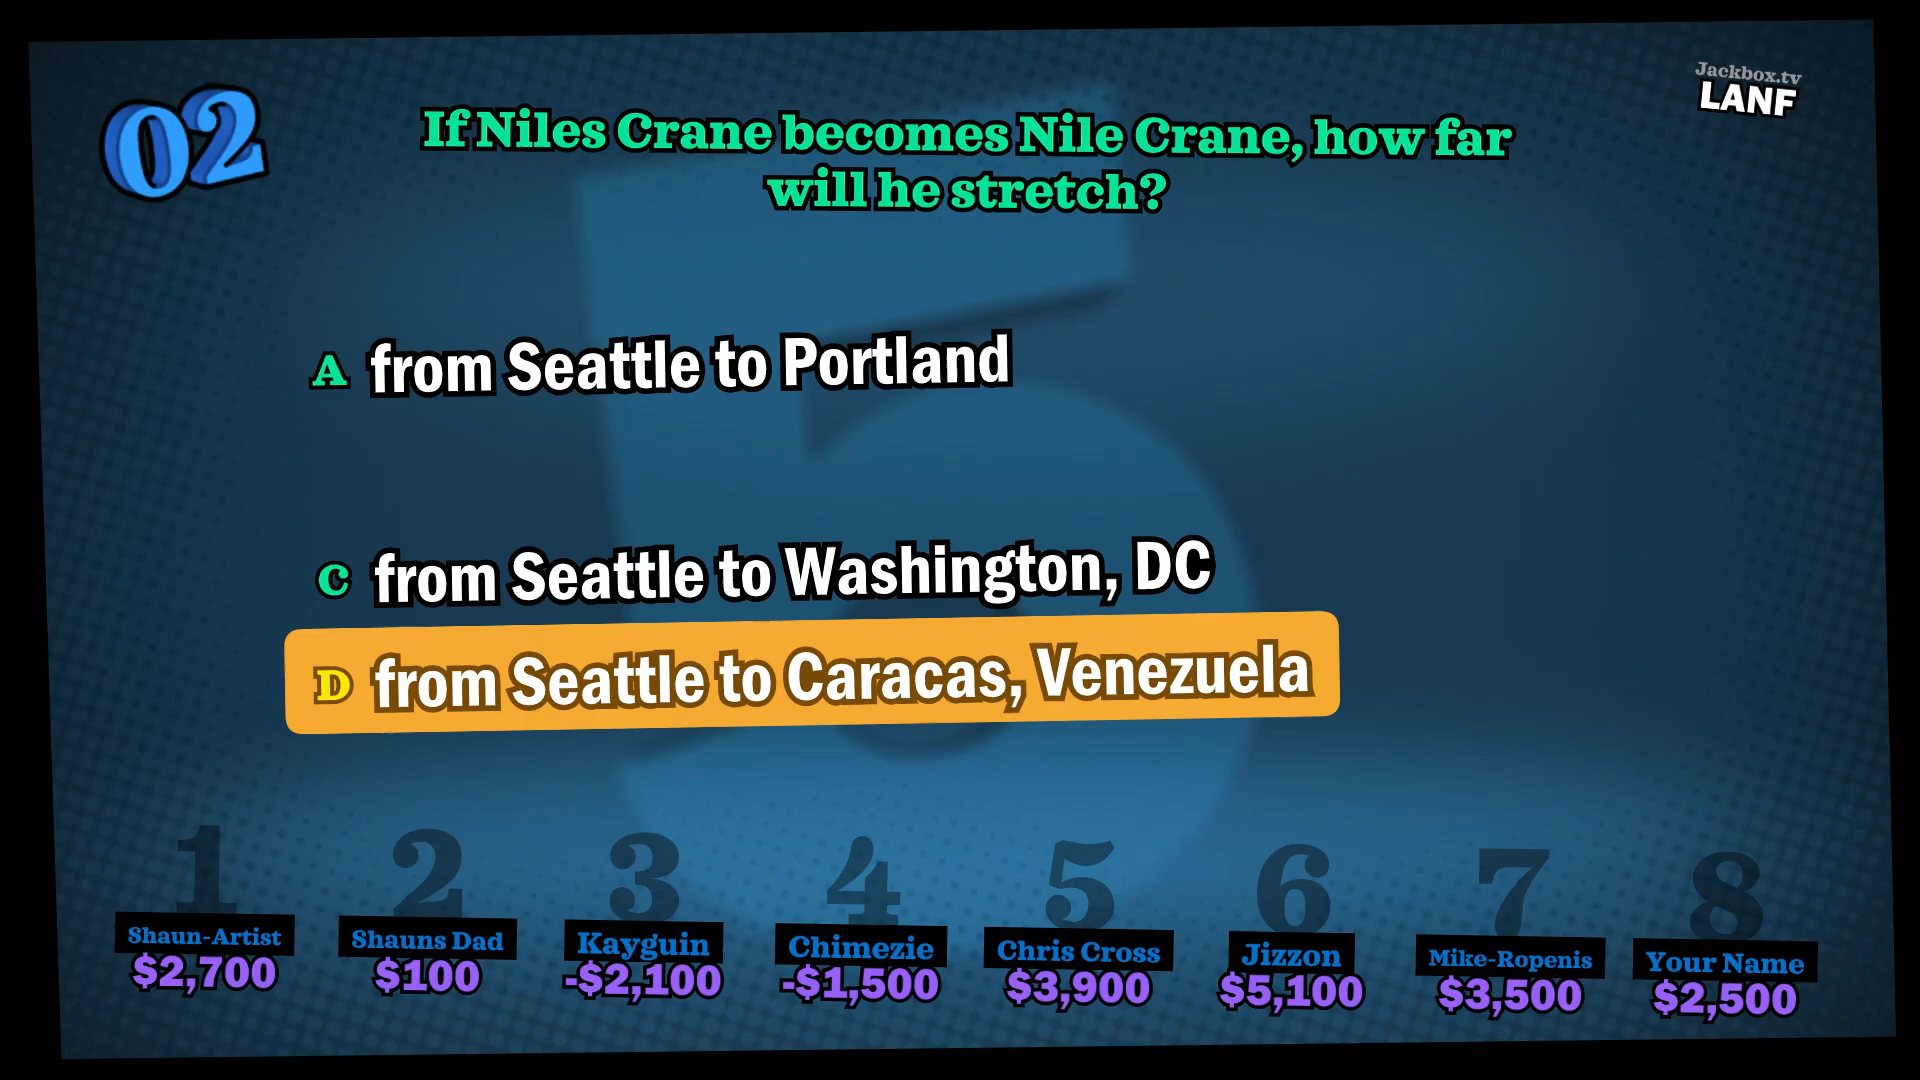 02
If Niles Crane becomes Nile Crane, how far
will he stretch?
Jackbox.tv
LANF
A from Seattle to Portland
C from Seattle to Washington, DC
D from Seattle to Caracas, Venezuela
5
1 2 3 4 5 6 7 8
Shaun-Artist Shauns Dad Kayguin Chimezie Chris Cross Jizzon Mike-Ropenis Your Name
$2,700 $100 -$2,100 -$1,500 $3,900 $5,100 $3,500 $2,500